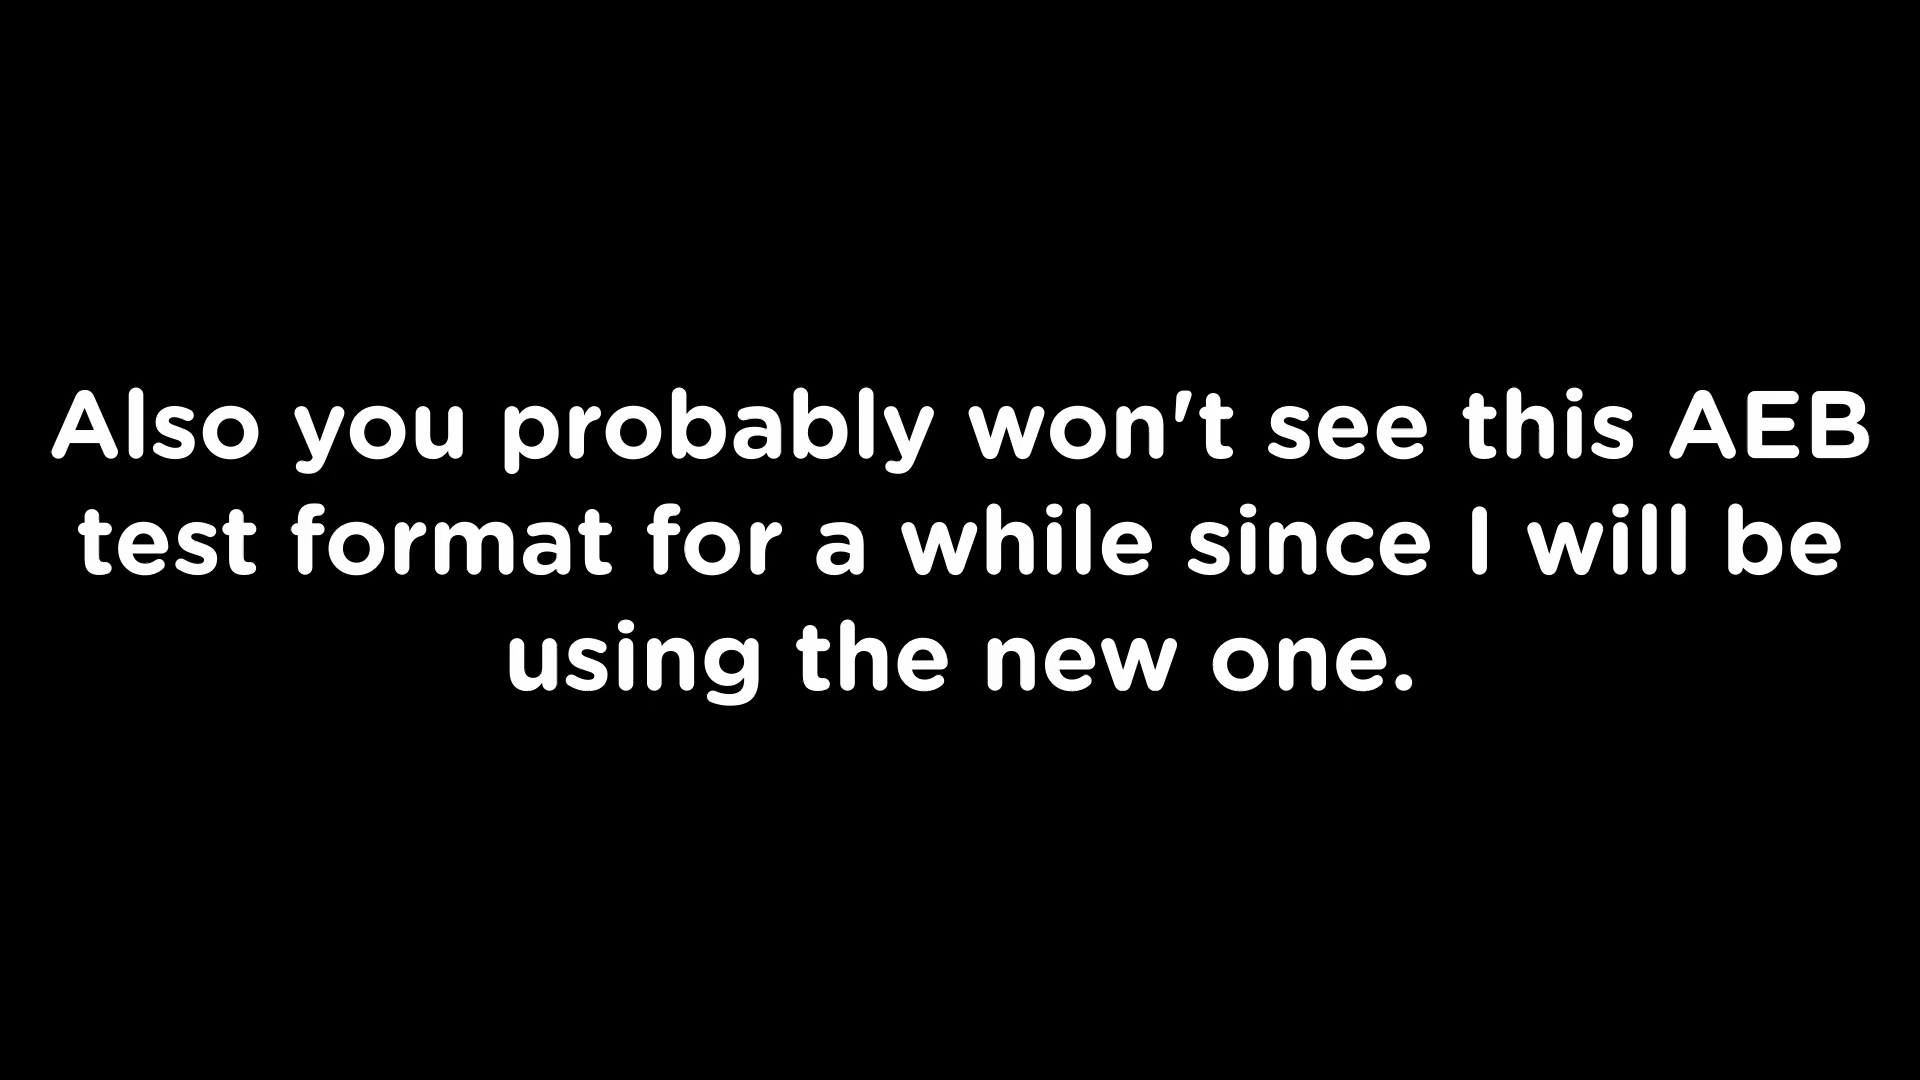 Also you probably won't see this AEB
test format for a while since I will be
using the new one.